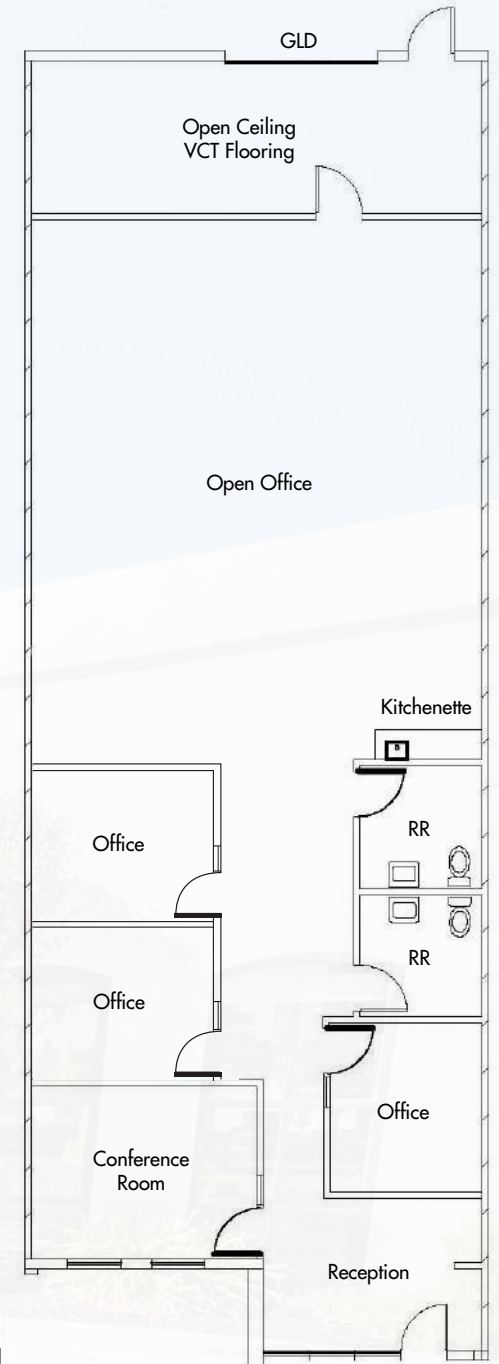 GLD
Open Ceiling
VCT Flooring
Open Office
Kitchenette
RR
Office
RR
Office
Office
Conference
Room
Reception